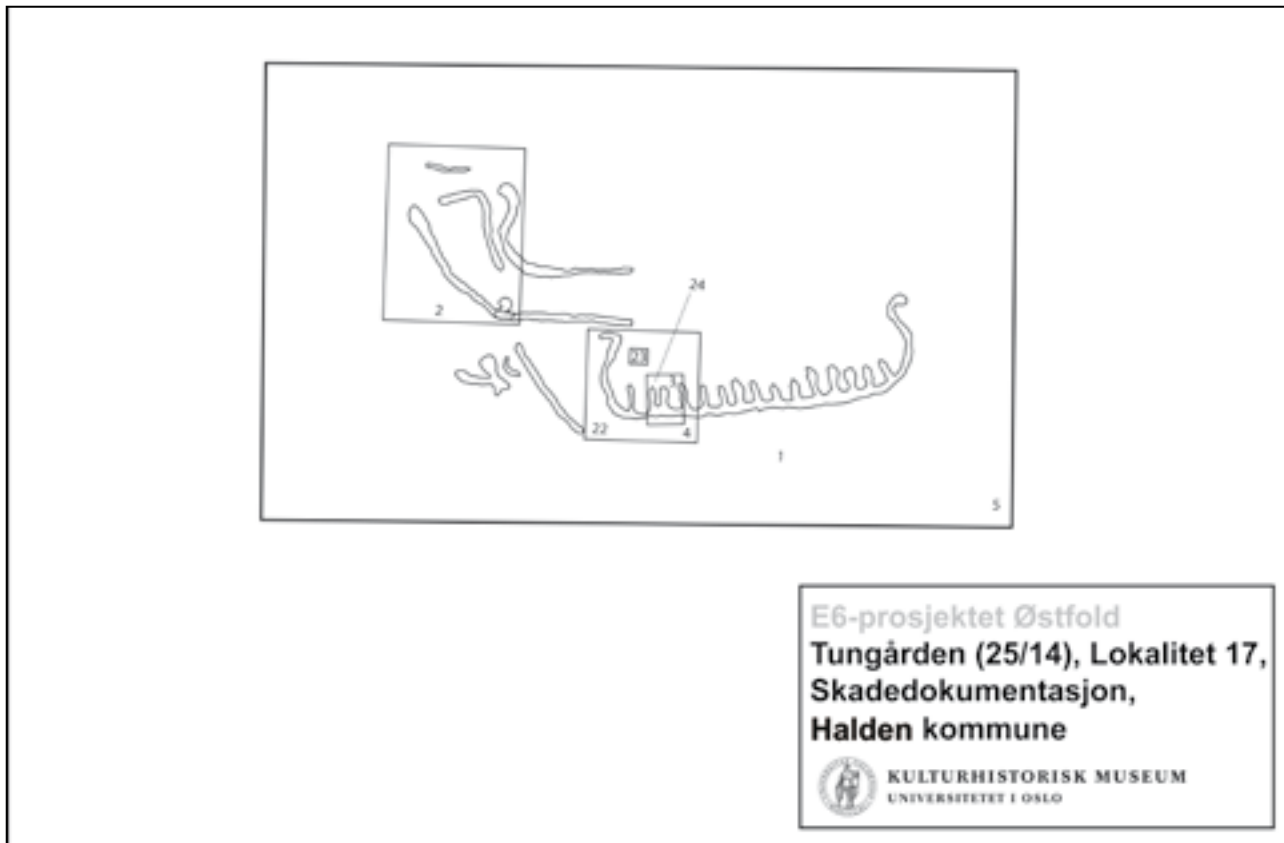 24
2
23
22
4
1
5
E6-prosjektet Østfold
Tungården (25/14), Lokalitet 17,
Skadedokumentasjon,
Halden kommune
KULTURHISTORISK MUSEUM
UNIVERSITETET I OSLO